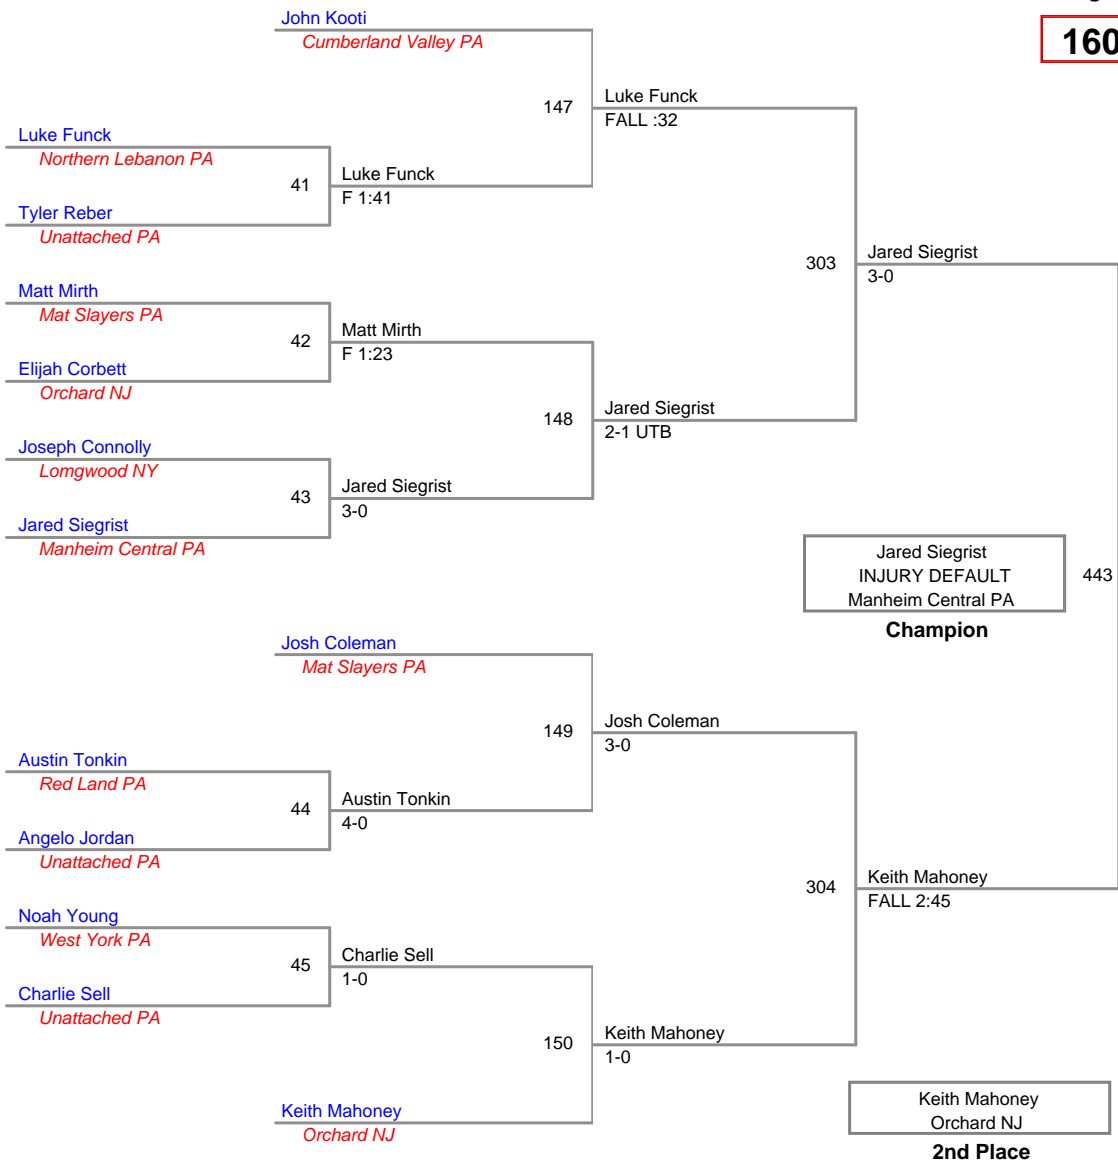 160
John Kooti
Cumberland Valley PA
147
Luke Funck
FALL :32
Luke Funck
Northern Lebanon PA
41
Luke Funck
F 1:41
Tyler Reber
Unattached PA
303
Jared Siegrist
3-0
Matt Mirth
Mat Slayers PA
42
Matt Mirth
F 1:23
Elijah Corbett
Orchard NJ
148
Jared Siegrist
2-1 UTB
Joseph Connolly
Lomgwood NY
43
Jared Siegrist
3-0
Jared Siegrist
Manheim Central PA
Jared Siegrist
INJURY DEFAULT
Manheim Central PA
443
Champion
Josh Coleman
Mat Slayers PA
149
Josh Coleman
3-0
Austin Tonkin
Red Land PA
44
Austin Tonkin
4-0
Angelo Jordan
Unattached PA
304
Keith Mahoney
FALL 2:45
Noah Young
West York PA
45
Charlie Sell
1-0
Charlie Sell
Unattached PA
150
Keith Mahoney
1-0
Keith Mahoney
Orchard NJ
Keith Mahoney
Orchard NJ
2nd Place